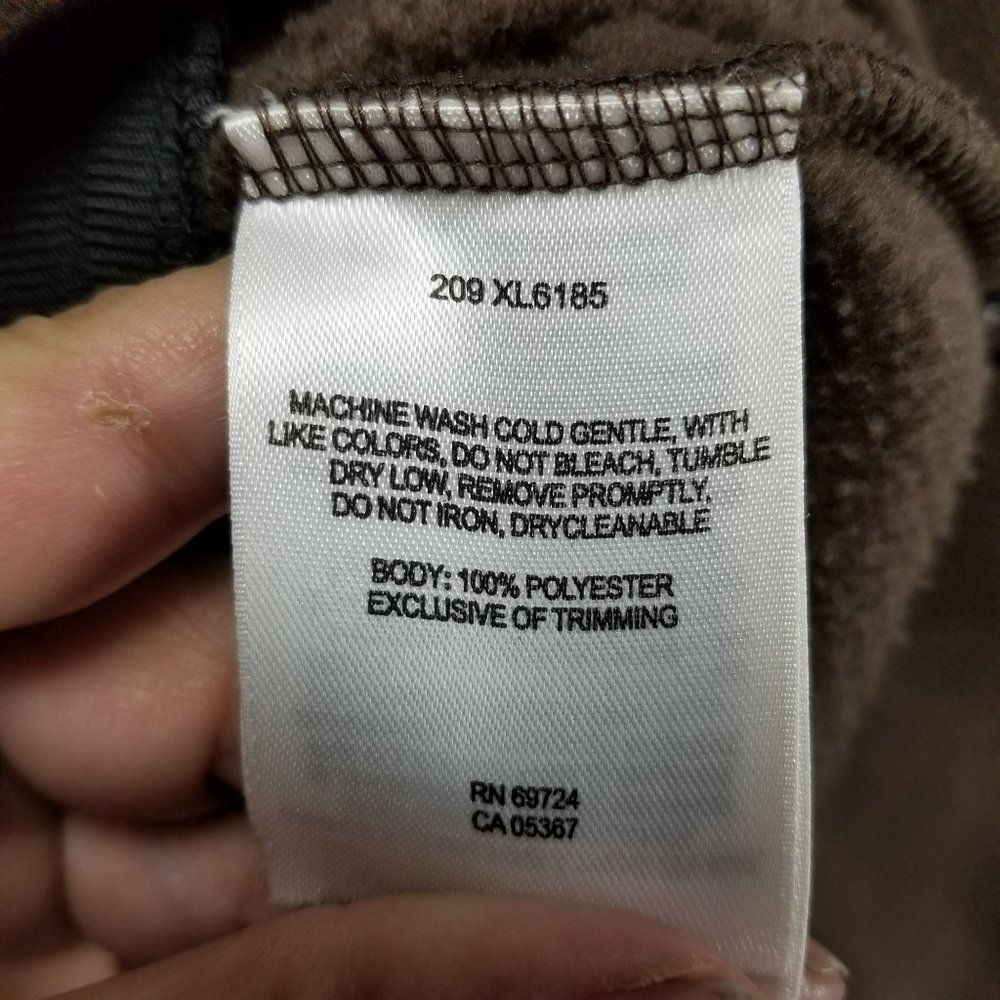 209 XL6185
MACHINE WASH COLD GENTLE, WITH
LIKE COLORS, DO NOT BLEACH, TUMBLE
DRY LOW, REMOVE PROMPTLY.
DO NOT IRON, DRYCLEANABLE
BODY: 100% POLYESTER
EXCLUSIVE OF TRIMMING
RN 69724
CA 05367